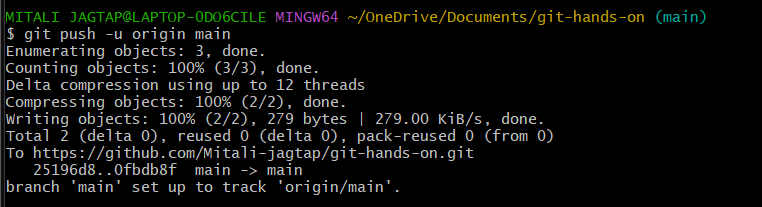 MITALI JAGTAP@LAPTOP-0D06CILE MINGW64 ~/OneDrive/Documents/git-hands-on (main)
$ git push -u origin main
Enumerating objects: 3, done.
Counting objects: 100% (3/3), done.
Delta compression using up to 12 threads
Compressing objects: 100% (2/2), done.
Writing objects: 100% (2/2), 279 bytes | 279.00 KiB/s, done.
Total 2 (delta 0), reused 0 (delta 0), pack-reused 0 (from 0)
To https://github.com/Mitali-jagtap/git-hands-on.git
   25196d8..0fbdb8f  main -> main
branch 'main' set up to track 'origin/main'.